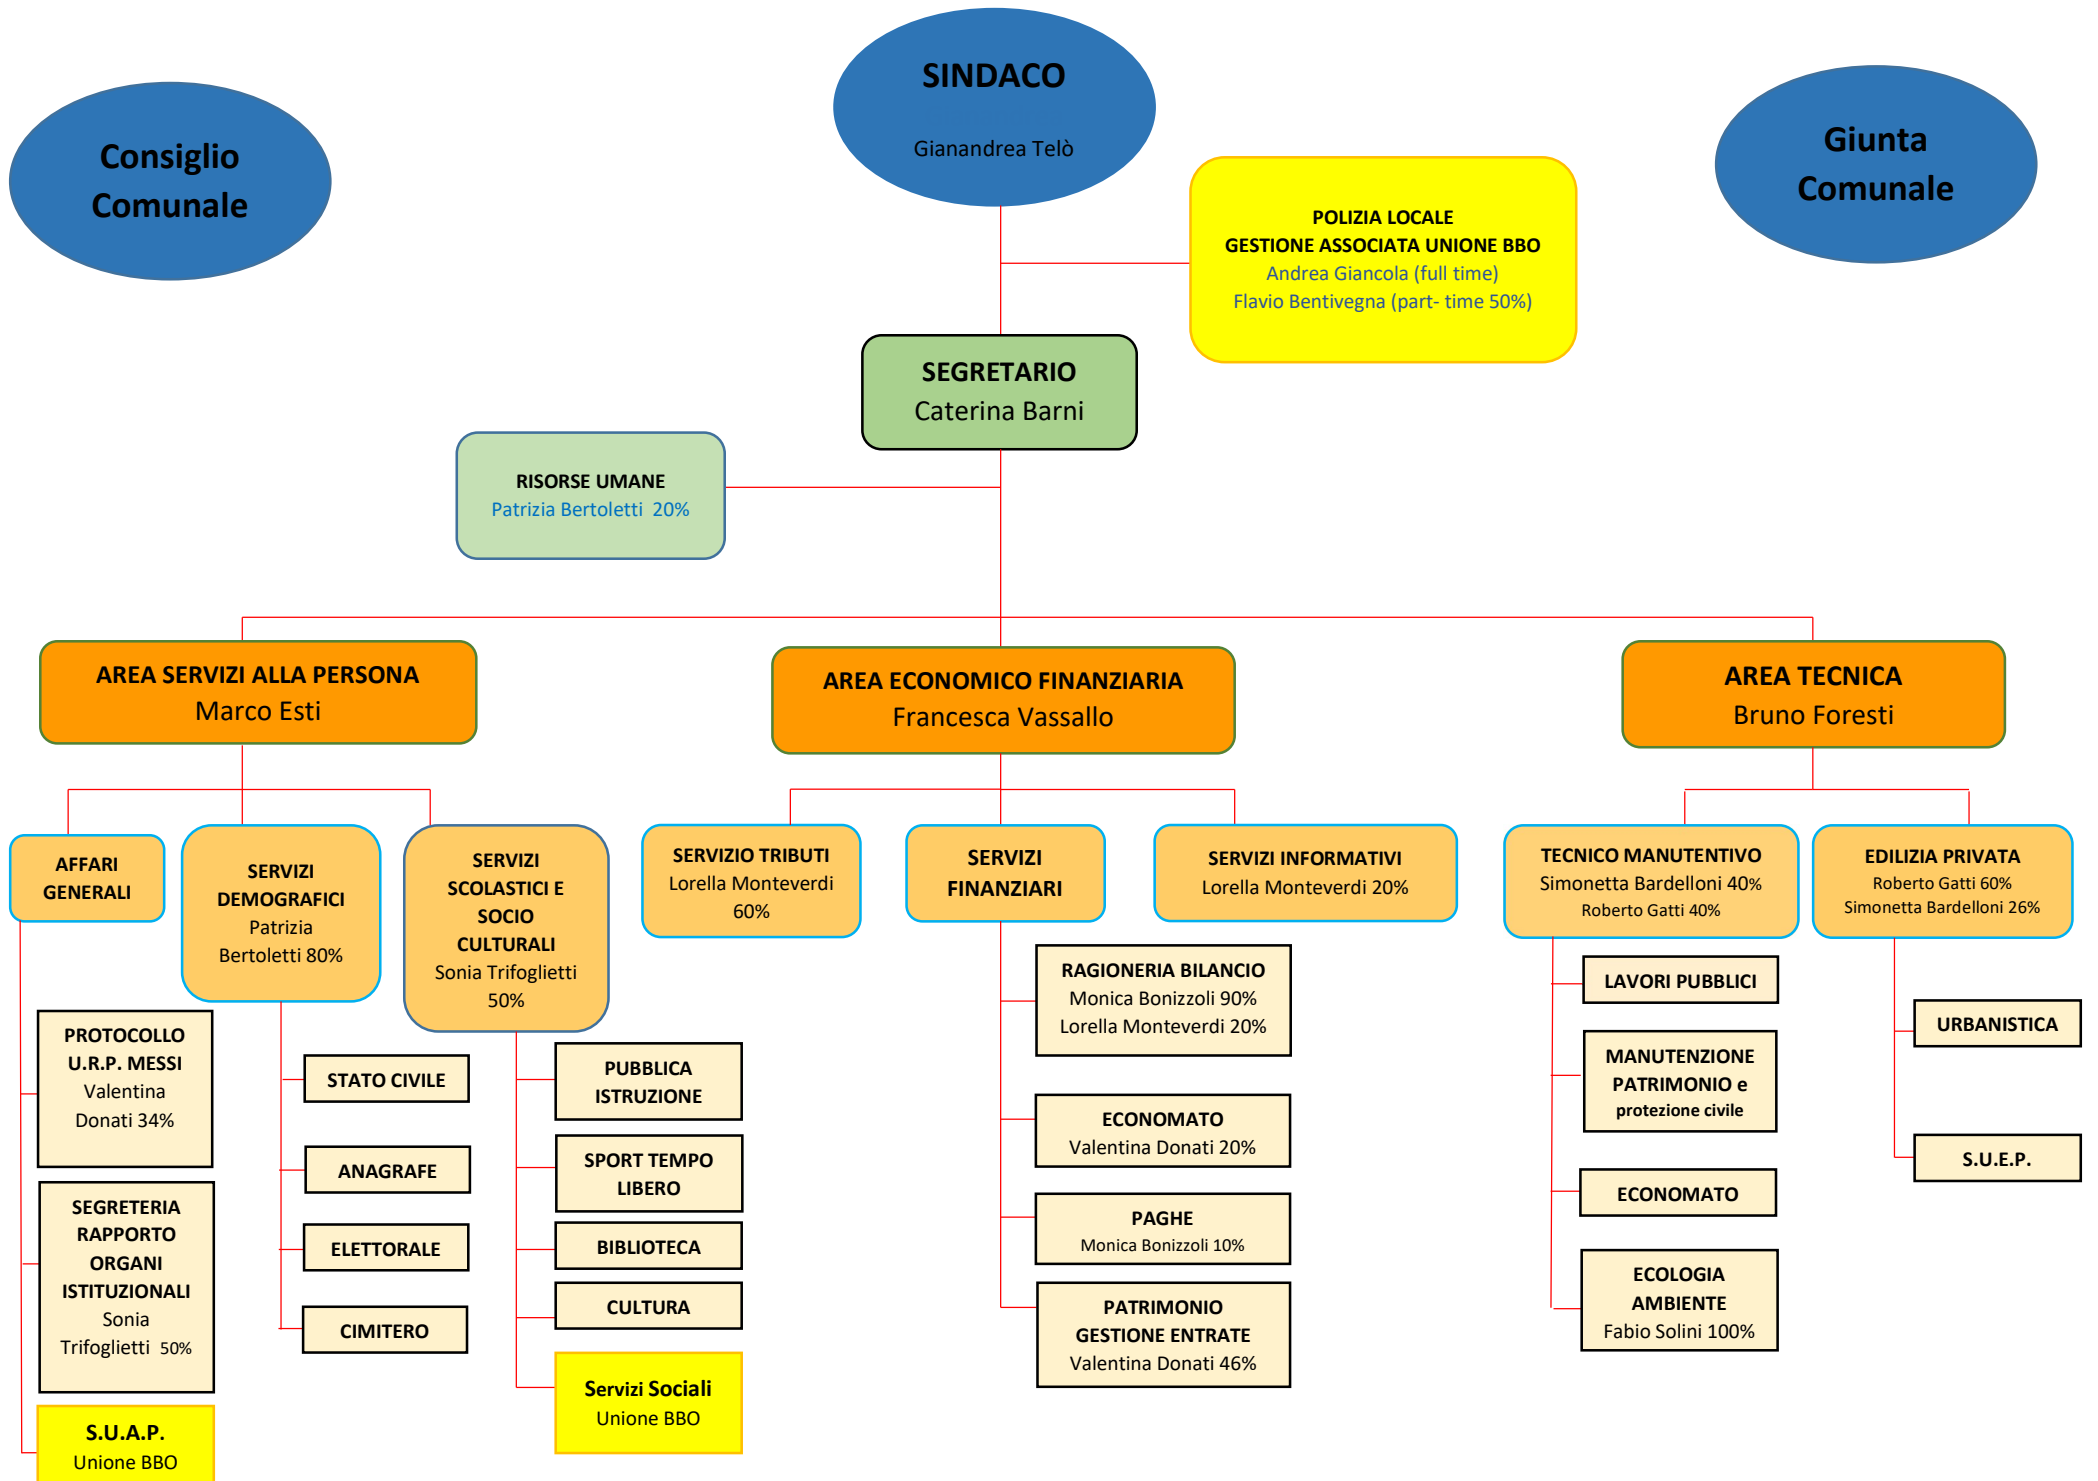 SINDACO
Gianandrea Telò
Consiglio
Comunale
Giunta
Comunale
POLIZIA LOCALE
GESTIONE ASSOCIATA UNIONE BBO
Andrea Giancola (full time)
Flavio Bentivegna (part- time 50%)
SEGRETARIO
Caterina Barni
RISORSE UMANE
Patrizia Bertoletti 20%
AREA SERVIZI ALLA PERSONA
Marco Esti
AREA ECONOMICO FINANZIARIA
Francesca Vassallo
AREA TECNICA
Bruno Foresti
AFFARI
GENERALI
SERVIZI
DEMOGRAFICI
Patrizia
Bertoletti 80%
SERVIZI
SCOLASTICI E
SOCIO
CULTURALI
Sonia Trifoglietti
50%
SERVIZIO TRIBUTI
Lorella Monteverdi
60%
SERVIZI
FINANZIARI
SERVIZI INFORMATIVI
Lorella Monteverdi 20%
TECNICO MANUTENTIVO
Simonetta Bardelloni 40%
Roberto Gatti 40%
EDILIZIA PRIVATA
Roberto Gatti 60%
Simonetta Bardelloni 26%
PROTOCOLLO
U.R.P. MESSI
Valentina
Donati 34%
SEGRETERIA
RAPPORTO
ORGANI
ISTITUZIONALI
Sonia
Trifoglietti 50%
S.U.A.P.
Unione BBO
STATO CIVILE
ANAGRAFE
ELETTORALE
CIMITERO
PUBBLICA
ISTRUZIONE
SPORT TEMPO
LIBERO
BIBLIOTECA
CULTURA
Servizi Sociali
Unione BBO
RAGIONERIA BILANCIO
Monica Bonizzoli 90%
Lorella Monteverdi 20%
ECONOMATO
Valentina Donati 20%
PAGHE
Monica Bonizzoli 10%
PATRIMONIO
GESTIONE ENTRATE
Valentina Donati 46%
LAVORI PUBBLICI
MANUTENZIONE
PATRIMONIO e
protezione civile
ECONOMATO
ECOLOGIA
AMBIENTE
Fabio Solini 100%
URBANISTICA
S.U.E.P.